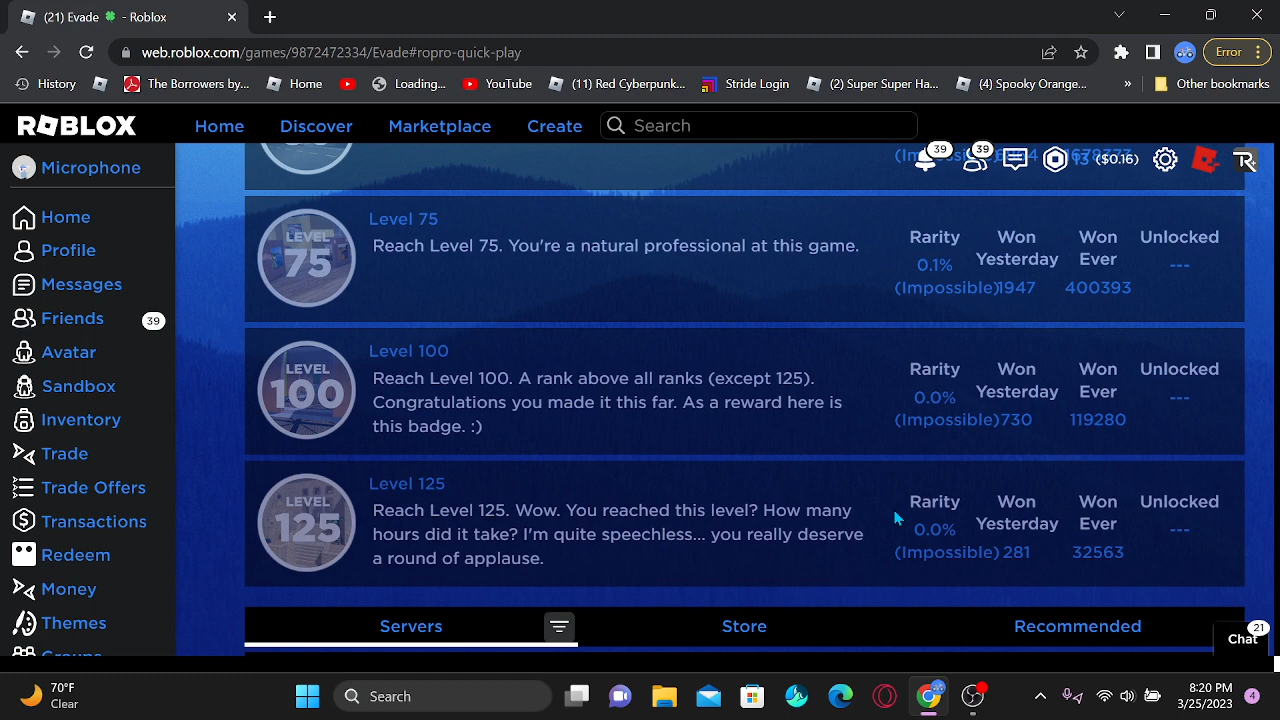 (21) Evade 🍀 - Roblox
web.roblox.com/games/9872472334/Evade#ropro-quick-play
Error
History
The Borrowers by...
Home
Loading...
YouTube
(11) Red Cyberpunk...
Stride Login
(2) Super Super Ha...
(4) Spooky Orange...
»
Other bookmarks
ROBLOX
Home
Discover
Marketplace
Create
Search
39
39
13 ($0.16)
Microphone
Home
Profile
Messages
Friends
39
Avatar
Sandbox
Inventory
Trade
Trade Offers
Transactions
Redeem
Money
Themes
Groups
LEVEL
75
Level 75
Reach Level 75. You're a natural professional at this game.
Rarity
0.1%
(Impossible)
Won
Yesterday
1947
Won
Ever
400393
Unlocked
---
LEVEL
100
Level 100
Reach Level 100. A rank above all ranks (except 125).
Congratulations you made it this far. As a reward here is
this badge. :)
Rarity
0.0%
(Impossible)
Won
Yesterday
730
Won
Ever
119280
Unlocked
---
LEVEL
125
Level 125
Reach Level 125. Wow. You reached this level? How many
hours did it take? I'm quite speechless... you really deserve
a round of applause.
Rarity
0.0%
(Impossible)
Won
Yesterday
281
Won
Ever
32563
Unlocked
---
Servers
Store
Recommended
Chat
21
70°F
Clear
Search
8:20 PM
3/25/2023
4